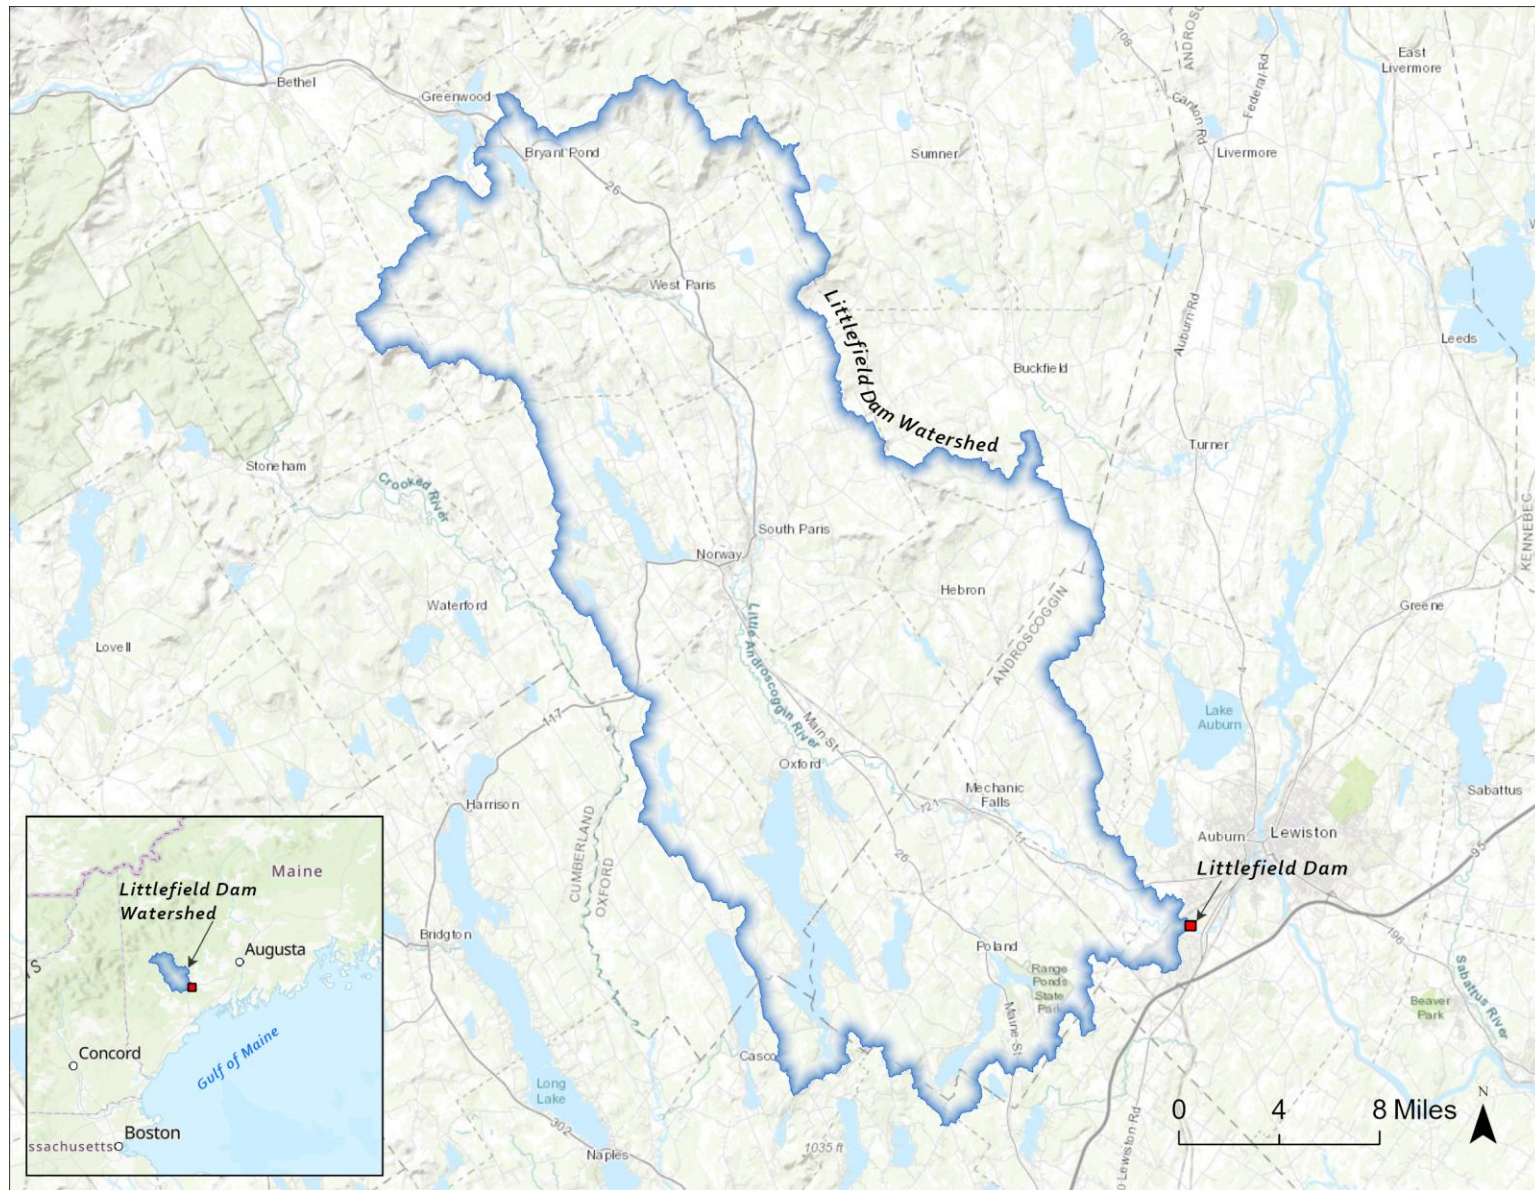 ANDROSC
East
Livermore
108
Federal Rd
Bethel
Greenwood
Canton Rd
Bryant Pond
Sumner
Livermore
26
4
West Paris
Littlefield Dam Watershed
Auburn Rd
Leeds
Buckfield
Turner
Stoneham
Crooked
River
KENNEBEC
South Paris
Norway
Hebron
Waterford
Greene
Little Androscoggin River
ANDROSCOGGIN
Lovell
4
117
Main St
Lake
Auburn
Oxford
Mechanic
Falls
Harrison
121
Sabattus
CUMBERLAND
OXFORD
11
Auburn
Lewiston
95
26
Littlefield Dam
Maine
Littlefield Dam
Watershed
Augusta
Bridgton
196
Poland
Range
Ponds
State
Park
Sabattus River
Beaver
Park
Maine St
Concord
Gulf of Maine
Casco
Long
Lake
N
0 4 8 Miles
302
Boston
ssachusetts
1035 ft
Naples
o Lewiston Rd